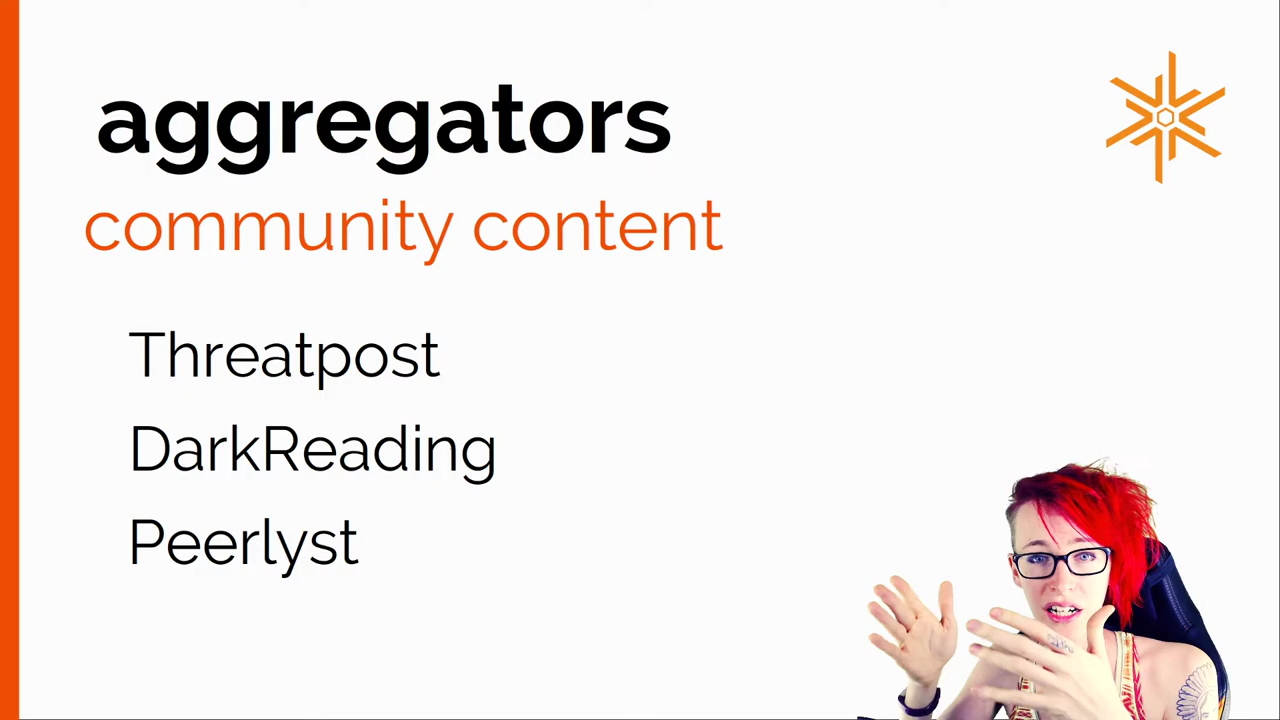 aggregators
community content
Threatpost
DarkReading
Peerlyst